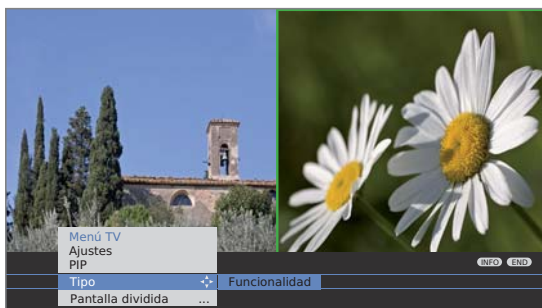 Menú TV
Ajustes
PIP
Tipo Funcionalidad
Pantalla dividida ...
INFO END